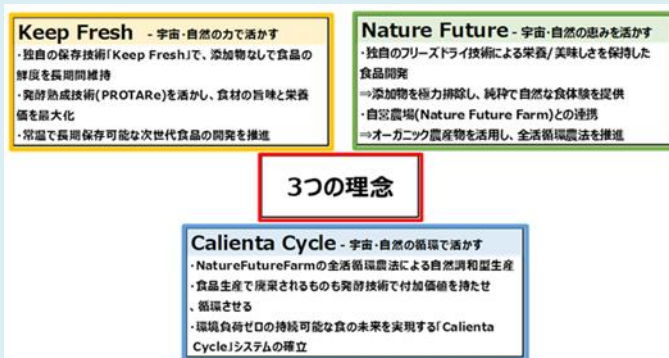 Keep Fresh - 宇宙・自然の力で活かす
・独自の保存技術「Keep Fresh」で、添加物なしで食品の
鮮度を長期間維持
・発酵熟成技術(PROTARe)を活かし、食材の旨味と栄養
価を最大化
・常温で長期保存可能な次世代食品の開発を推進
Nature Future - 宇宙・自然の恵みを活かす
・独自のフリーズドライ技術による栄養/美味しさを保持した
食品開発
⇒添加物を極力排除し、純粋で自然な食体験を提供
・自営農場(Nature Future Farm)との連携
⇒オーガニック農産物を活用し、全活循環農法を推進
3つの理念
Calienta Cycle - 宇宙・自然の循環で活かす
・NatureFutureFarmの全活循環農法による自然調和型生産
・食品生産で廃棄されるものも発酵技術で付加価値を持たせ
、循環させる
・環境負荷ゼロの持続可能な食の未来を実現する「Calienta
Cycle」システムの確立